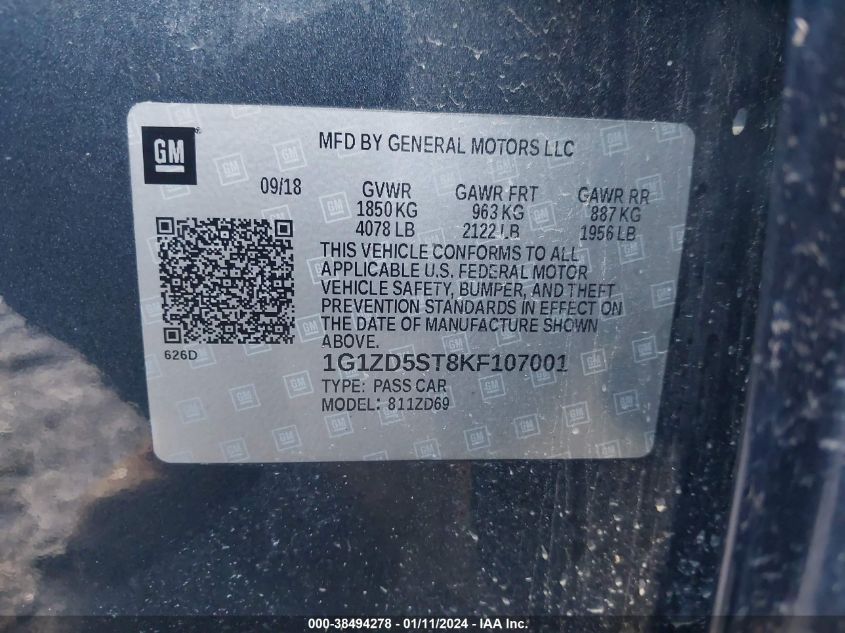 GM
MFD BY GENERAL MOTORS LLC
09/18 GVWR GAWR FRT GAWR RR
1850 KG 963 KG 887 KG
4078 LB 2122 LB 1956 LB
THIS VEHICLE CONFORMS TO ALL
APPLICABLE U.S. FEDERAL MOTOR
VEHICLE SAFETY, BUMPER, AND THEFT
PREVENTION STANDARDS IN EFFECT ON
THE DATE OF MANUFACTURE SHOWN
ABOVE.
626D
1G1ZD5ST8KF107001
TYPE: PASS CAR
MODEL: 811ZD69
000-38494278 - 01/11/2024 - IMG_SEC_GRP_2